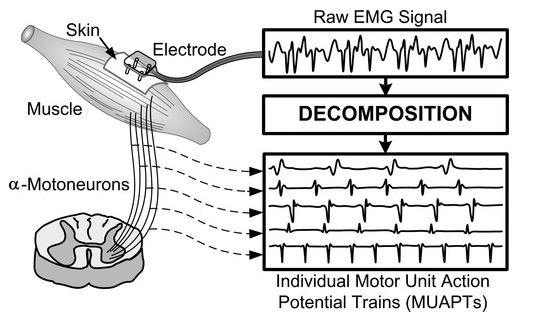 Raw EMG Signal
Skin
Electrode
Muscle
DECOMPOSITION
α-Motoneurons
Individual Motor Unit Action
Potential Trains (MUAPTs)